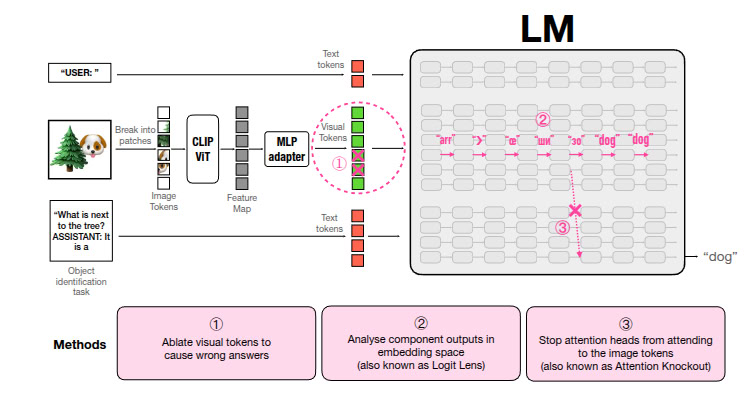 LM
"USER: "
Text
tokens
Break into
patches
CLIP
ViT
MLP
adapter
Visual
Tokens
①
Image
Tokens
Feature
Map
②
"arr" "œ" "ши" "зо" "dog" "dog"
③
"What is next
to the tree?
ASSISTANT: It
is a
Text
tokens
"dog"
Object
identification
task
Methods
①
Ablate visual tokens to
cause wrong answers
②
Analyse component outputs in
embedding space
(also known as Logit Lens)
③
Stop attention heads from attending
to the image tokens
(also known as Attention Knockout)